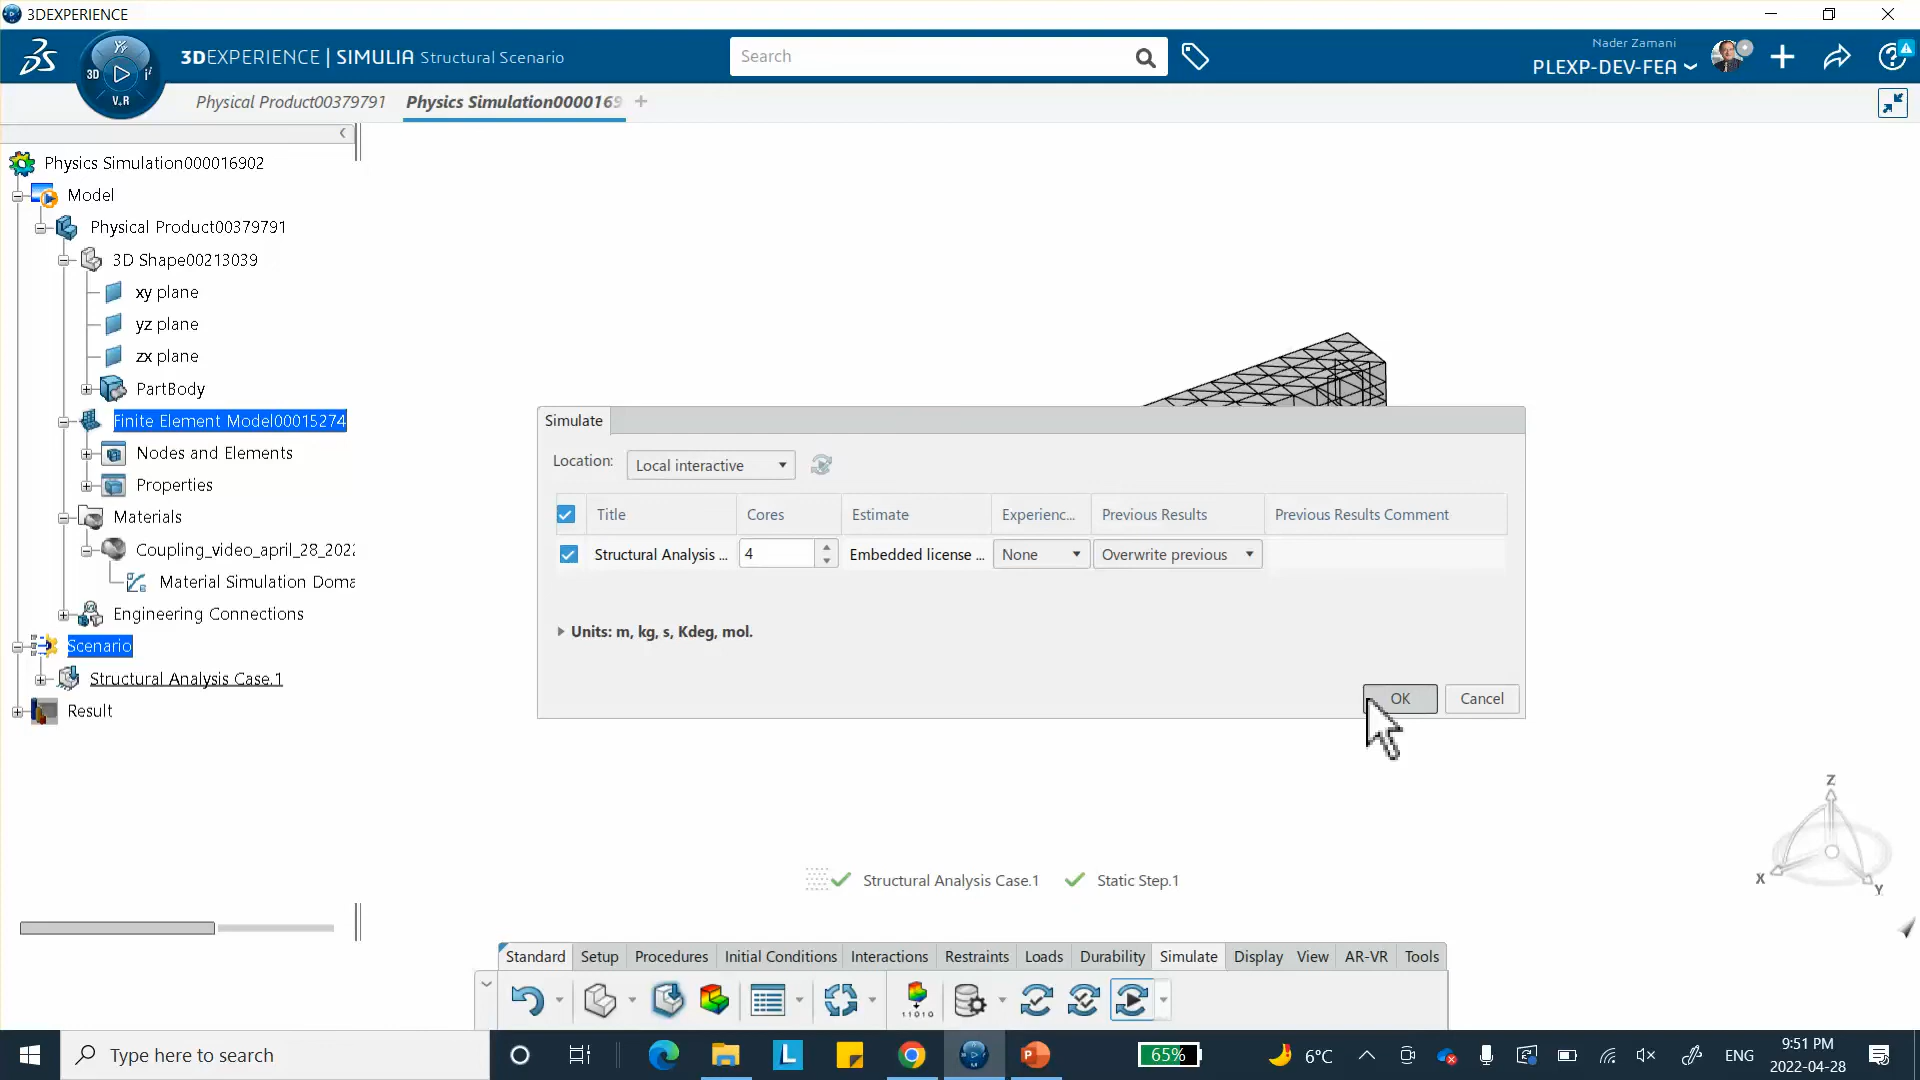 3DEXPERIENCE
3DEXPERIENCE | SIMULIA Structural Scenario
3D
V.R
Search
Nader Zamani
PLEXP-DEV-FEA
Physical Product00379791
Physics Simulation0000169
Physics Simulation000016902
Model
Physical Product00379791
3D Shape00213039
xy plane
yz plane
zx plane
PartBody
Finite Element Model00015274
Nodes and Elements
Properties
Materials
Coupling_video_april_28_202
Material Simulation Doma
Engineering Connections
Scenario
Structural Analysis Case.1
Result
Simulate
Location: Local interactive
Title Cores Estimate Experienc... Previous Results Previous Results Comment
Structural Analysis ... 4 Embedded license ... None Overwrite previous
Units: m, kg, s, Kdeg, mol.
OK Cancel
Z
X
Y
Structural Analysis Case.1 Static Step.1
Standard Setup Procedures Initial Conditions Interactions Restraints Loads Durability Simulate Display View AR-VR Tools
11010
Type here to search
L
65%
6°C
ENG
9:51 PM
2022-04-28